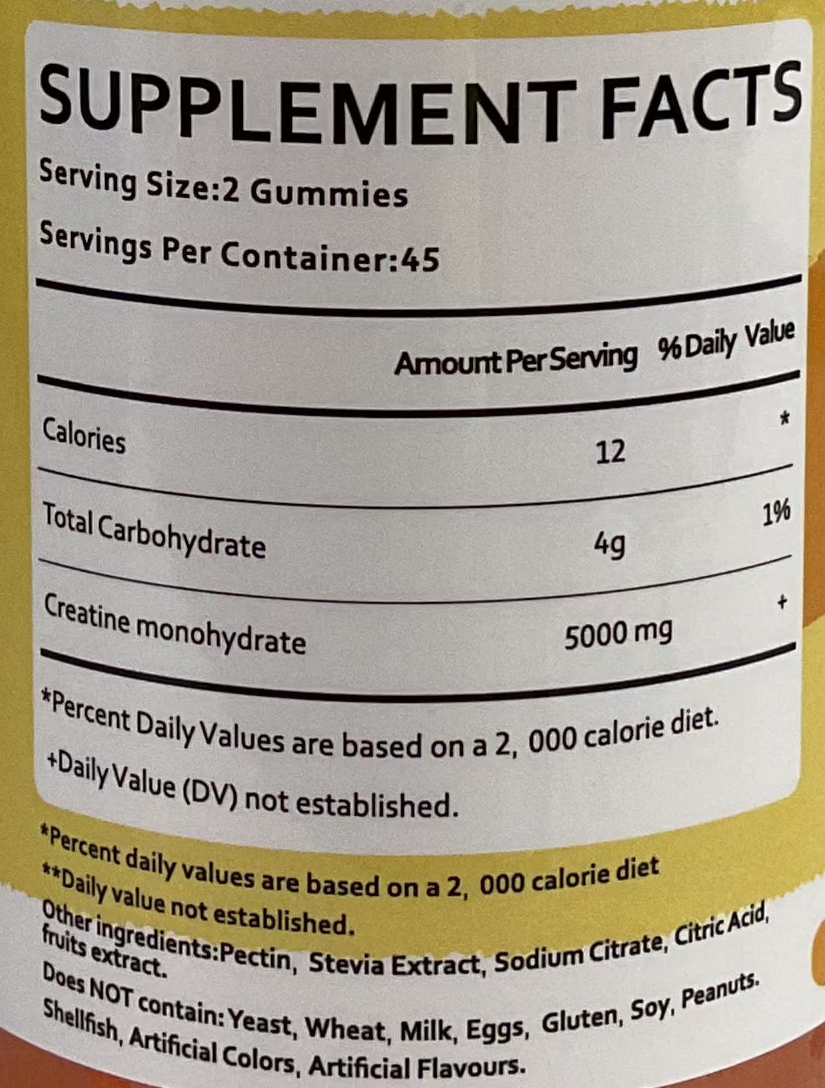 SUPPLEMENT FACTS
Serving Size:2 Gummies
Servings Per Container:45
Amount Per Serving % Daily Value
Calories 12 *
Total Carbohydrate 4g 1%
Creatine monohydrate 5000 mg +
*Percent Daily Values are based on a 2, 000 calorie diet.
+Daily Value (DV) not established.
*Percent daily values are based on a 2, 000 calorie diet
**Daily value not established.
Other ingredients:Pectin, Stevia Extract, Sodium Citrate, Citric Acid,
fruits extract.
Does NOT contain: Yeast, Wheat, Milk, Eggs, Gluten, Soy, Peanuts.
Shellfish, Artificial Colors, Artificial Flavours.